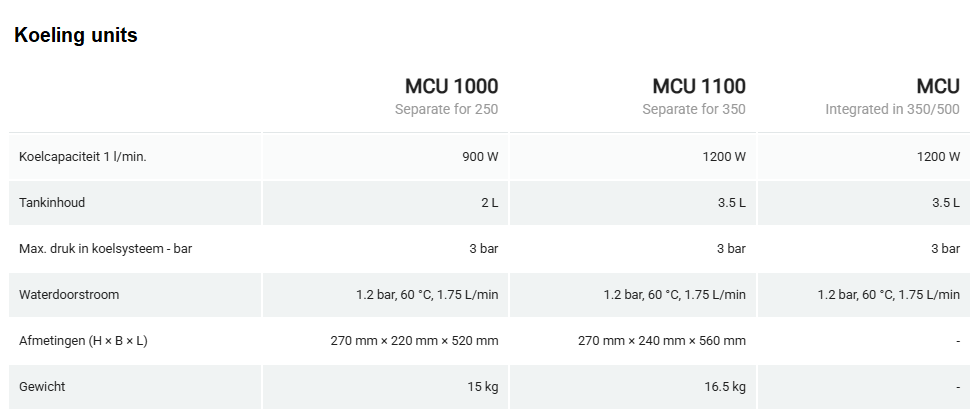 Koeling units
MCU 1000 MCU 1100 MCU
Separate for 250 Separate for 350 Integrated in 350/500
Koelcapaciteit 1 l/min. 900 W 1200 W 1200 W
Tankinhoud 2 L 3.5 L 3.5 L
Max. druk in koelsysteem - bar 3 bar 3 bar 3 bar
Waterdoorstroom 1.2 bar, 60 °C, 1.75 L/min 1.2 bar, 60 °C, 1.75 L/min 1.2 bar, 60 °C, 1.75 L/min
Afmetingen (H × B × L) 270 mm × 220 mm × 520 mm 270 mm × 240 mm × 560 mm -
Gewicht 15 kg 16.5 kg -